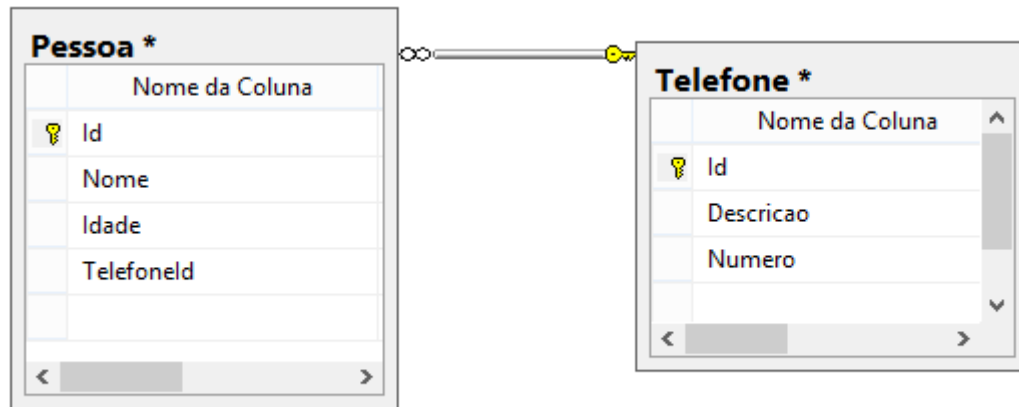 Pessoa *
Nome da Coluna
Id
Nome
Idade
TelefoneId
Telefone *
Nome da Coluna
Id
Descricao
Numero